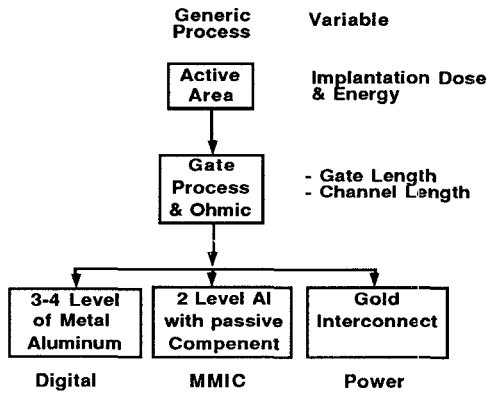 Generic
Process
Variable
Active
Area
Implantation Dose
& Energy
Gate
Process
& Ohmic
- Gate Length
- Channel Length
3-4 Level
of Metal
Aluminum
2 Level Al
with passive
Compenent
Gold
Interconnect
Digital
MMIC
Power